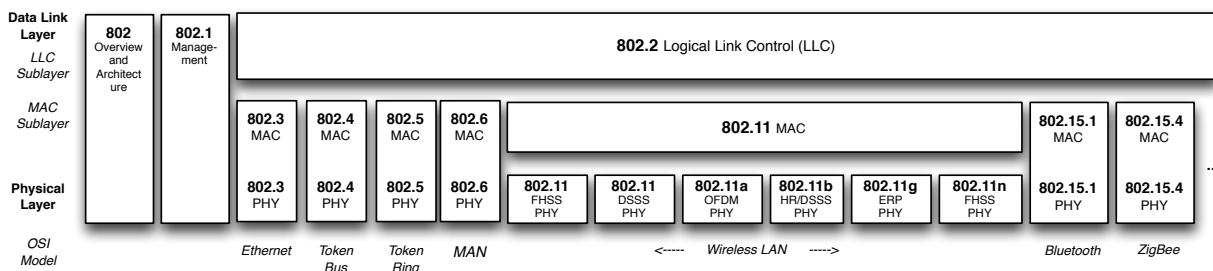 Data Link
Layer
LLC
Sublayer
MAC
Sublayer
Physical
Layer
OSI
Model
802
Overview
and
Architect
ure
802.1
Manage-
ment
802.2 Logical Link Control (LLC)
802.3
MAC
802.3
PHY
Ethernet
802.4
MAC
802.4
PHY
Token
Bus
802.5
MAC
802.5
PHY
Token
Ring
802.6
MAC
802.6
PHY
MAN
802.11 MAC
802.11
FHSS
PHY
802.11
DSSS
PHY
802.11a
OFDM
PHY
802.11b
HR/DSSS
PHY
802.11g
ERP
PHY
802.11n
FHSS
PHY
<----- Wireless LAN ----->
802.15.1
MAC
802.15.1
PHY
Bluetooth
802.15.4
MAC
802.15.4
PHY
ZigBee
...